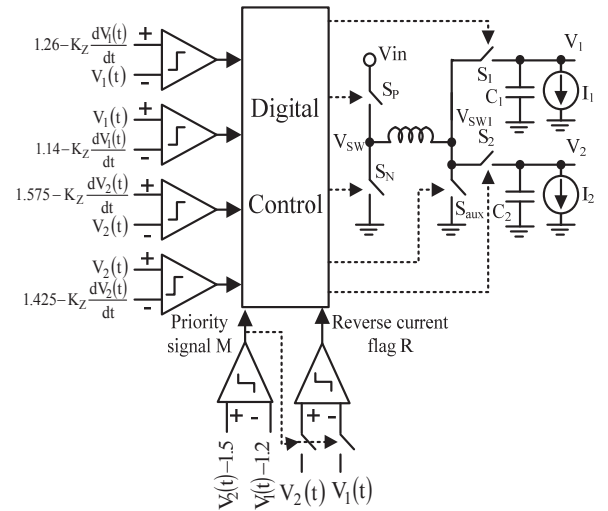 +
1.26−K_Z dV₁(t)/dt
V₁(t)
-
V₁(t)
+
1.14−K_Z dV₁(t)/dt
-
1.575−K_Z dV₂(t)/dt
+
V₂(t)
-
V₂(t)
+
1.425−K_Z dV₂(t)/dt
-
Digital
Control
Vin
S_P
V_SW
S_N
V_SW1
S₁
S₂
S_aux
V₁
C₁
I₁
V₂
C₂
I₂
Priority
signal M
Reverse current
flag R
+ -
+ -
V₂(t)−1.5
V₁(t)−1.2
V₂(t)
V₁(t)